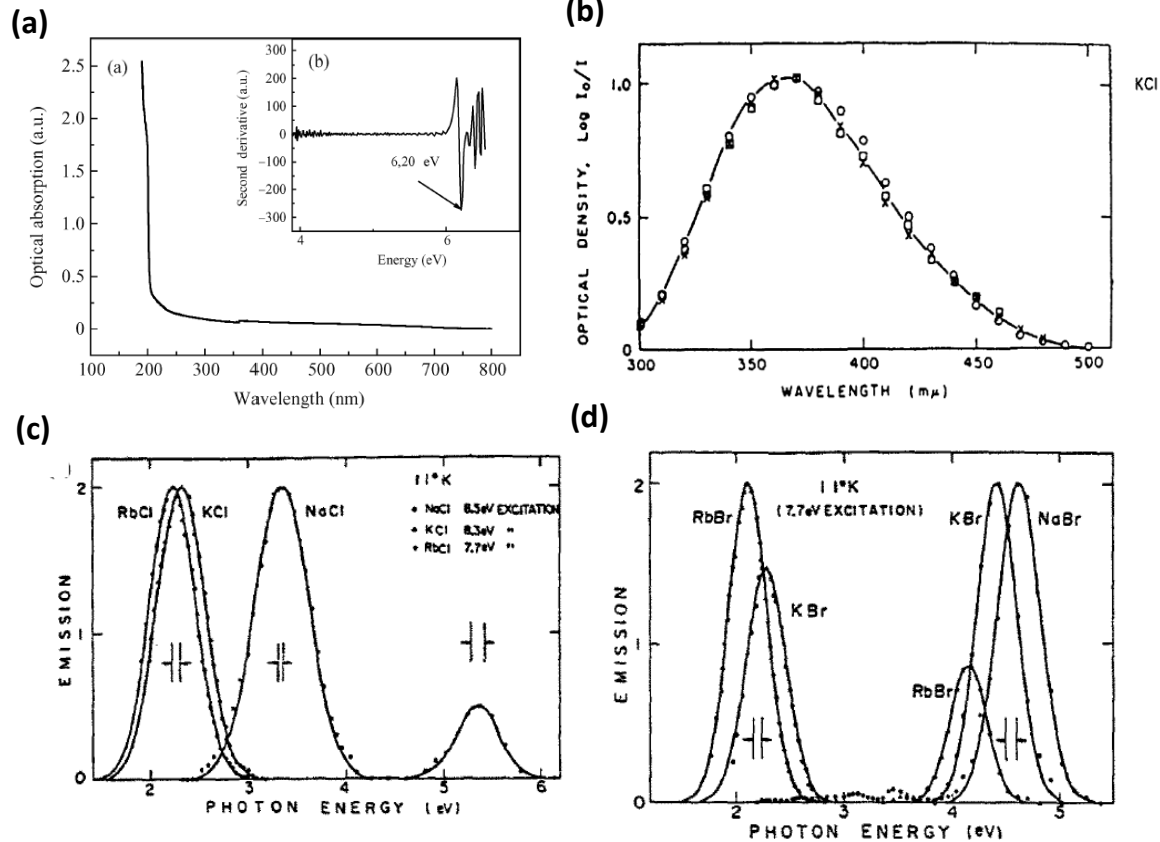 (a)
(a)
2.5
2.0
1.5
1.0
0.5
0
Optical absorption (a.u.)
100 200 300 400 500 600 700 800
Wavelength (nm)
(b)
300
200
100
0
−100
−200
−300
Second derivative (a.u.)
6,20 eV
4 6
Energy (eV)
(b)
KCl
1.0
0.5
0
OPTICAL DENSITY, LOG I₀/I
300 350 400 450 500
WAVELENGTH (mμ)
(c)
11°K
NaCl 8.5eV EXCITATION
KCl 8.3eV "
RbCl 7.7eV "
RbCl
KCl
NaCl
2
1
0
EMISSION
2 3 4 5 6
PHOTON ENERGY (eV)
(d)
11°K
(7.7eV EXCITATION)
RbBr
KBr
KBr
NaBr
RbBr
2
1
0
EMISSION
2 3 4 5
PHOTON ENERGY (eV)